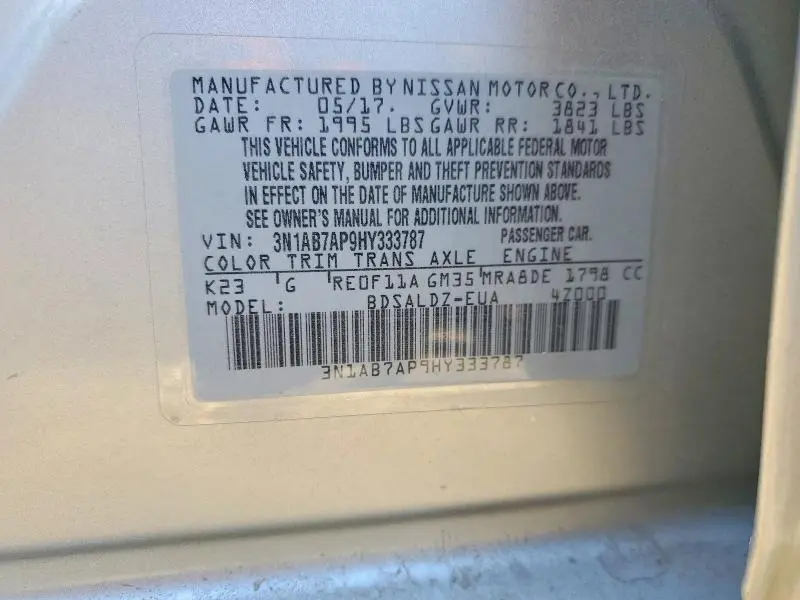 MANUFACTURED BY NISSAN MOTOR CO., LTD.
DATE: 05/17. GVWR: 3823 LBS
GAWR FR: 1995 LBS GAWR RR: 1841 LBS
THIS VEHICLE CONFORMS TO ALL APPLICABLE FEDERAL MOTOR
VEHICLE SAFETY, BUMPER AND THEFT PREVENTION STANDARDS
IN EFFECT ON THE DATE OF MANUFACTURE SHOWN ABOVE.
SEE OWNER'S MANUAL FOR ADDITIONAL INFORMATION.
VIN: 3N1AB7AP9HY333787 PASSENGER CAR.
COLOR TRIM TRANS AXLE ENGINE
K23 G RE0F11A GM35 MRA8DE 1798 CC
MODEL: BDSALDZ-EUA 4Z000
3N1AB7AP9HY333787